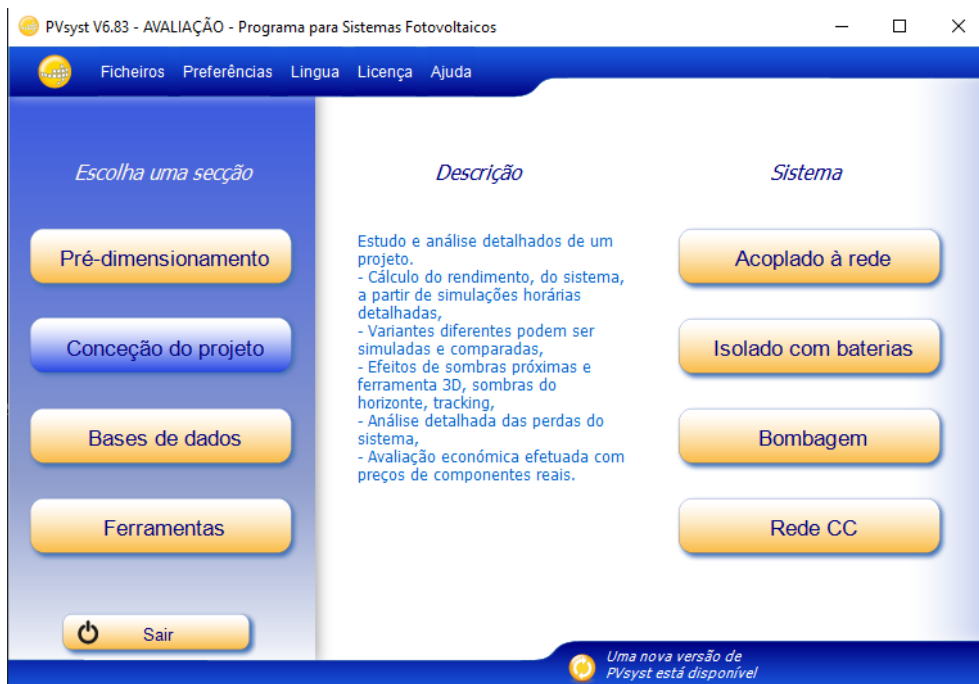 PVsyst V6.83 - AVALIAÇÃO - Programa para Sistemas Fotovoltaicos
Ficheiros Preferências Lingua Licença Ajuda
Escolha uma secção
Pré-dimensionamento
Conceção do projeto
Bases de dados
Ferramentas
Sair
Descrição
Estudo e análise detalhados de um
projeto.
- Cálculo do rendimento, do sistema,
a partir de simulações horárias
detalhadas,
- Variantes diferentes podem ser
simuladas e comparadas,
- Efeitos de sombras próximas e
ferramenta 3D, sombras do
horizonte, tracking,
- Análise detalhada das perdas do
sistema,
- Avaliação económica efetuada com
preços de componentes reais.
Sistema
Acoplado à rede
Isolado com baterias
Bombagem
Rede CC
Uma nova versão de
PVsyst está disponível